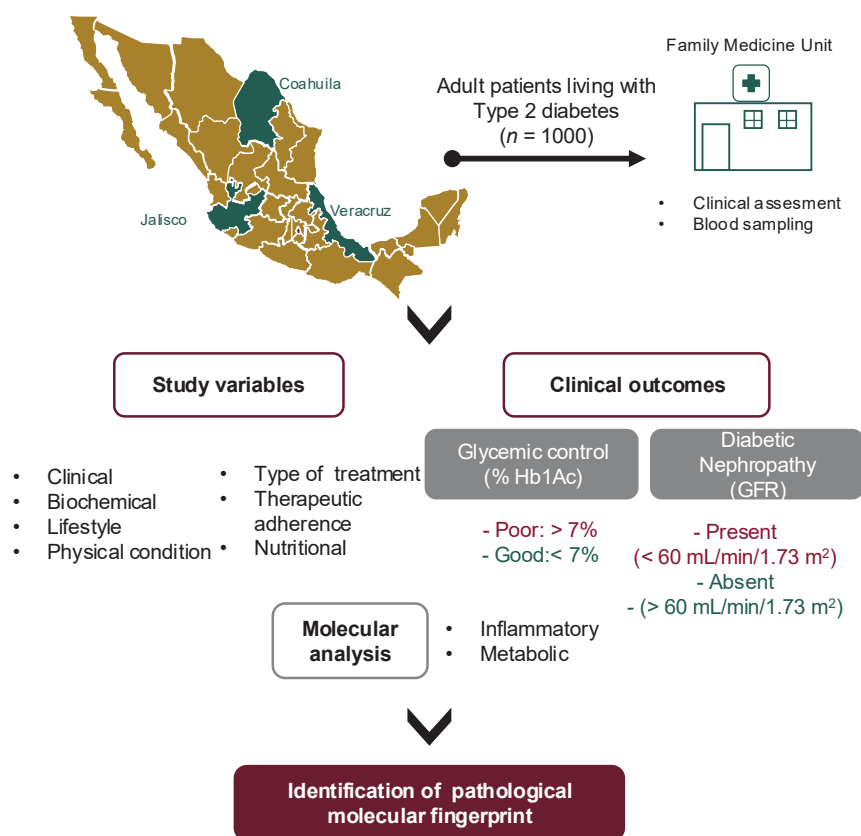 Coahuila
Jalisco
Veracruz
Adult patients living with
Type 2 diabetes
(n = 1000)
Family Medicine Unit
• Clinical assesment
• Blood sampling
Study variables
• Clinical
• Biochemical
• Lifestyle
• Physical condition
• Type of treatment
• Therapeutic
adherence
• Nutritional
Clinical outcomes
Glycemic control
(% Hb1Ac)
- Poor: > 7%
- Good:< 7%
Diabetic
Nephropathy
(GFR)
- Present
(< 60 mL/min/1.73 m²)
- Absent
- (> 60 mL/min/1.73 m²)
Molecular
analysis
• Inflammatory
• Metabolic
Identification of pathological
molecular fingerprint